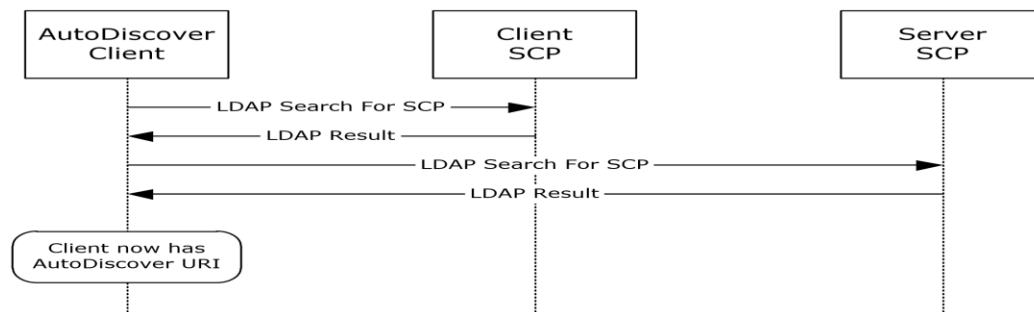 AutoDiscover
Client
Client
SCP
Server
SCP
LDAP Search For SCP
LDAP Result
LDAP Search For SCP
LDAP Result
Client now has
AutoDiscover URI